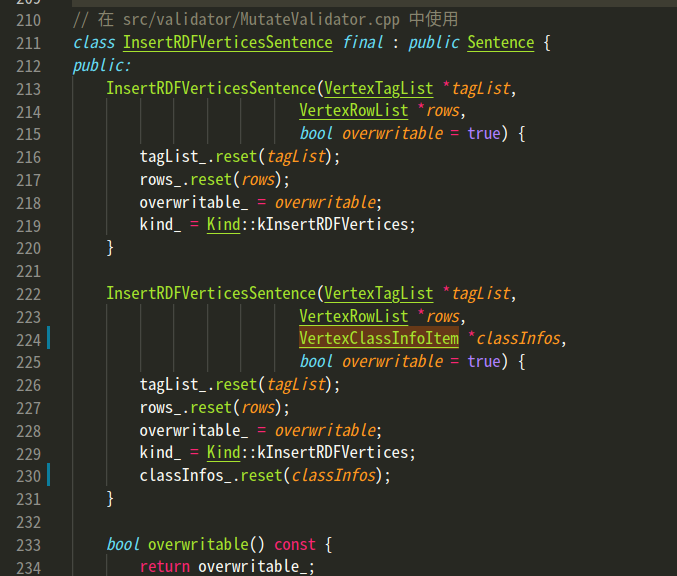 210 // 在 src/validator/MutateValidator.cpp 中使用
211 class InsertRDFVerticesSentence final : public Sentence {
212 public:
213 InsertRDFVerticesSentence(VertexTagList *tagList,
214 VertexRowList *rows,
215 bool overwritable = true) {
216 tagList_.reset(tagList);
217 rows_.reset(rows);
218 overwritable_ = overwritable;
219 kind_ = Kind::kInsertRDFVertices;
220 }
221
222 InsertRDFVerticesSentence(VertexTagList *tagList,
223 VertexRowList *rows,
224 VertexClassInfoItem *classInfos,
225 bool overwritable = true) {
226 tagList_.reset(tagList);
227 rows_.reset(rows);
228 overwritable_ = overwritable;
229 kind_ = Kind::kInsertRDFVertices;
230 classInfos_.reset(classInfos);
231 }
232
233 bool overwritable() const {
234 return overwritable_;